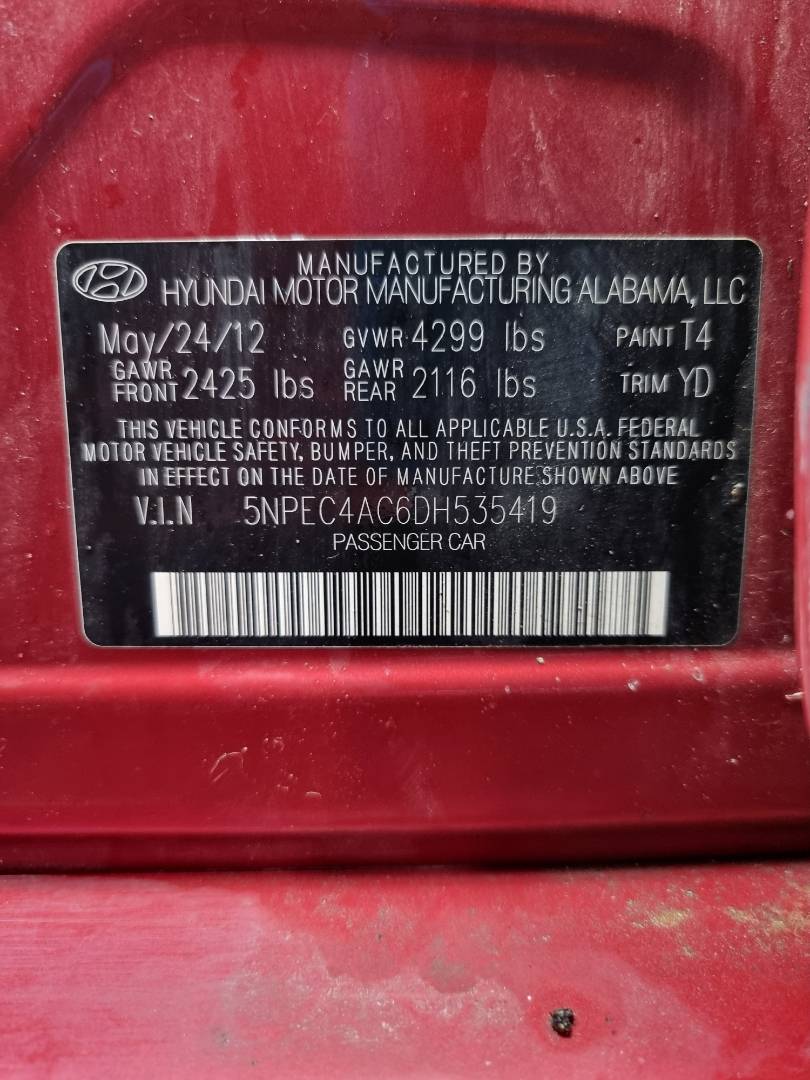 MANUFACTURED BY
HYUNDAI MOTOR MANUFACTURING ALABAMA, LLC
May/24/12 GVWR 4299 lbs PAINT T4
GAWR FRONT 2425 lbs GAWR REAR 2116 lbs TRIM YD
THIS VEHICLE CONFORMS TO ALL APPLICABLE U.S.A. FEDERAL
MOTOR VEHICLE SAFETY, BUMPER, AND THEFT PREVENTION STANDARDS
IN EFFECT ON THE DATE OF MANUFACTURE SHOWN ABOVE
V.I.N 5NPEC4AC6DH535419
PASSENGER CAR